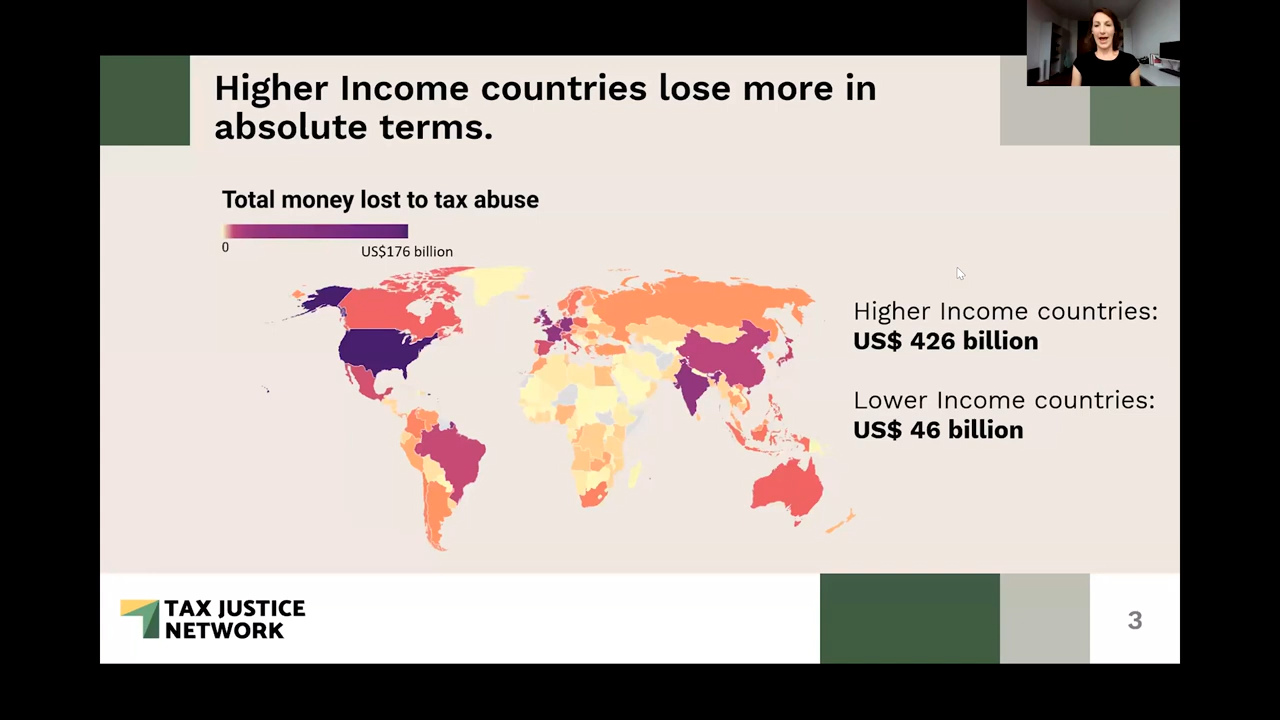 Higher Income countries lose more in
absolute terms.
Total money lost to tax abuse
0
US$176 billion
Higher Income countries:
US$ 426 billion
Lower Income countries:
US$ 46 billion
TAX JUSTICE
NETWORK
3